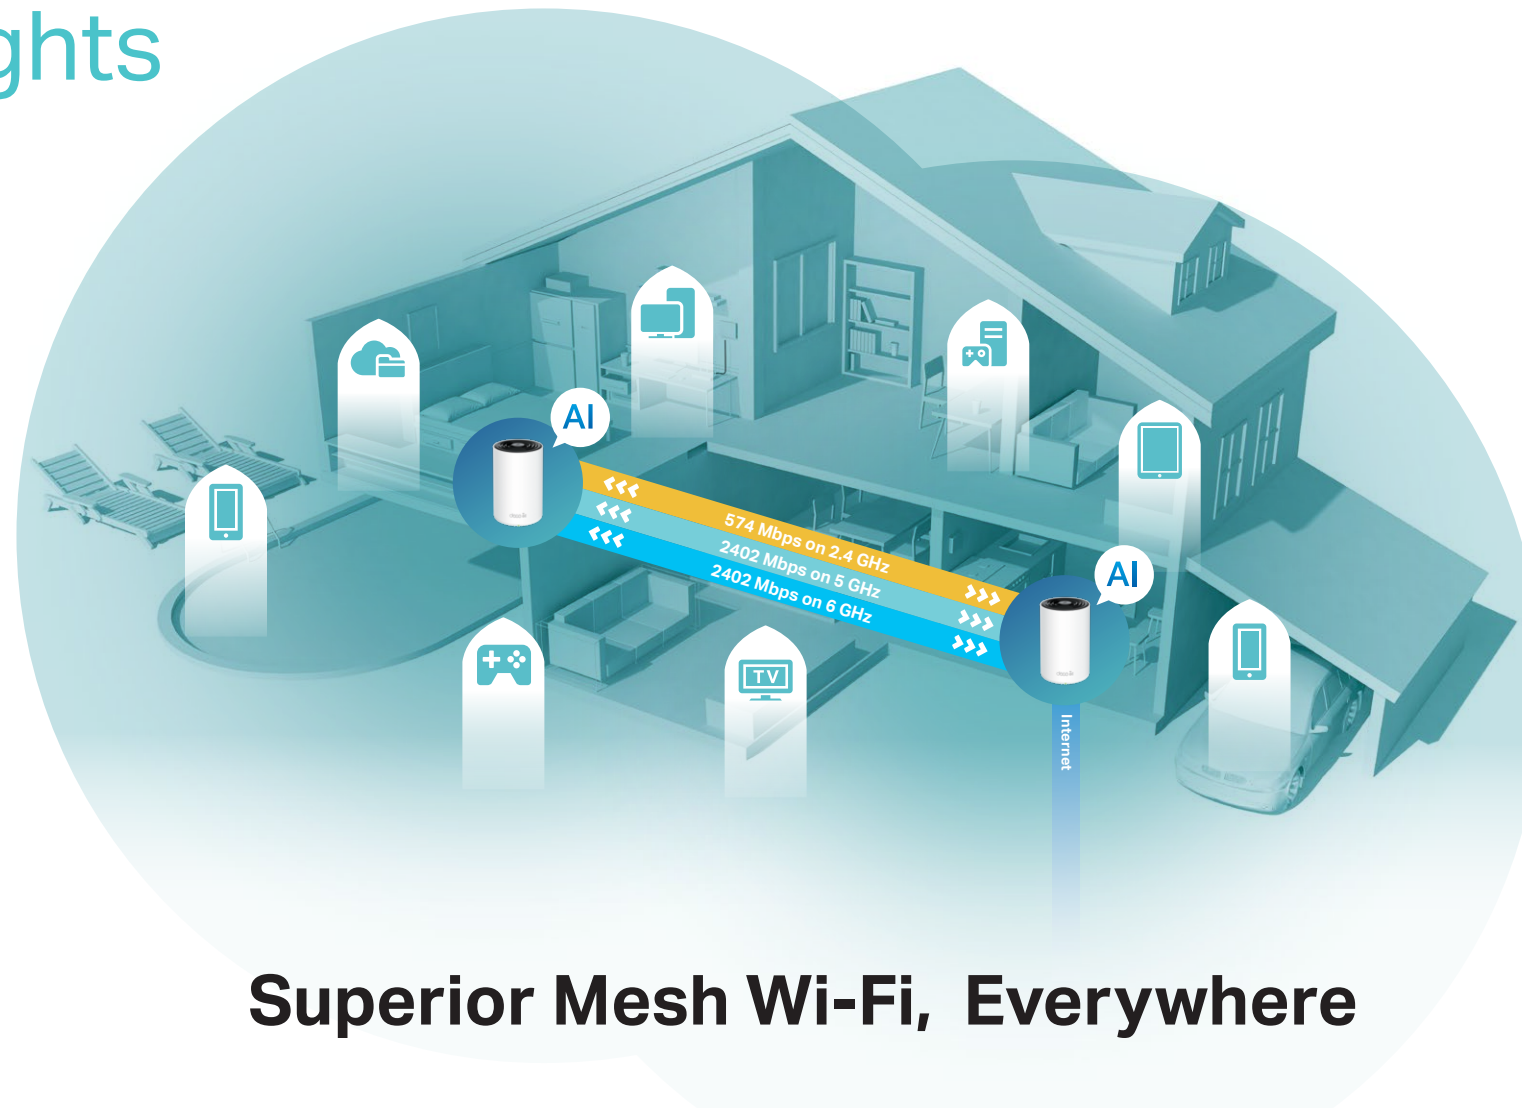 ghts
AI
574 Mbps on 2.4 GHz
2402 Mbps on 5 GHz
2402 Mbps on 6 GHz
AI
TV
Internet
Superior Mesh Wi-Fi, Everywhere